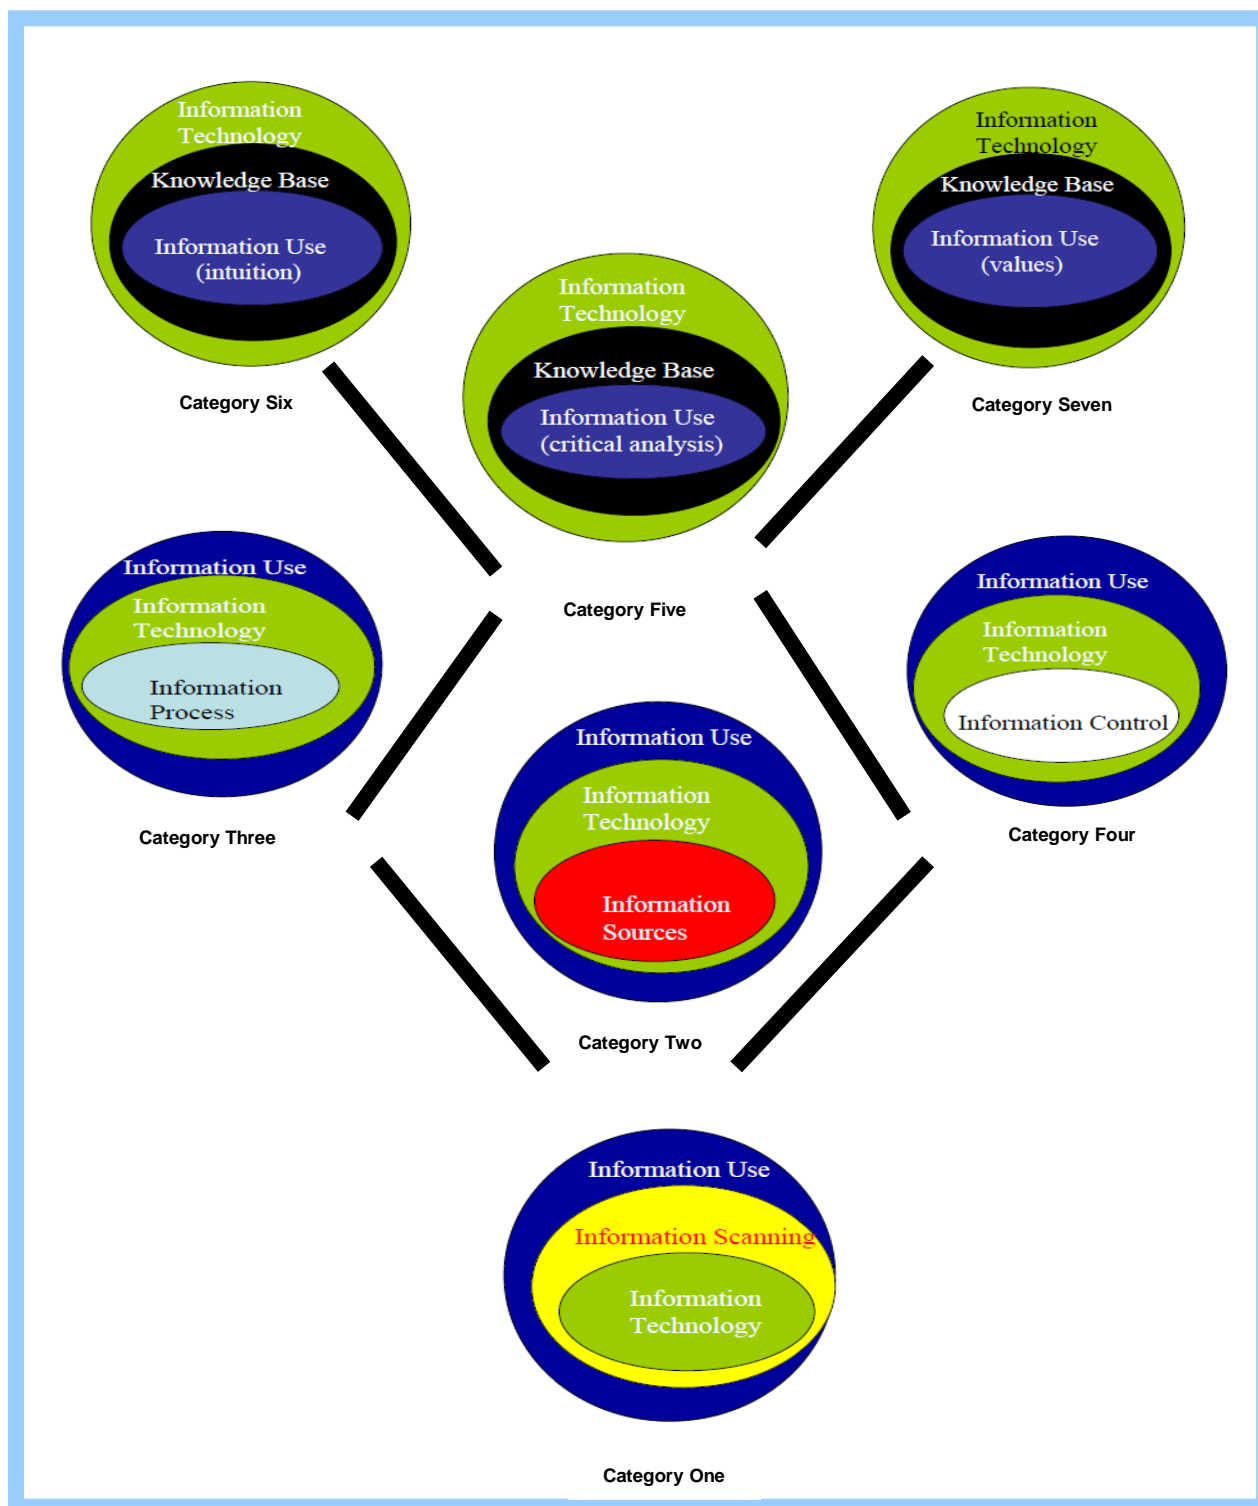 Information
Technology
Knowledge Base
Information Use
(intuition)
Category Six
Information
Technology
Knowledge Base
Information Use
(values)
Category Seven
Information
Technology
Knowledge Base
Information Use
(critical analysis)
Category Five
Information Use
Information
Technology
Information
Process
Category Three
Information Use
Information
Technology
Information Control
Category Four
Information Use
Information
Technology
Information
Sources
Category Two
Information Use
Information Scanning
Information
Technology
Category One